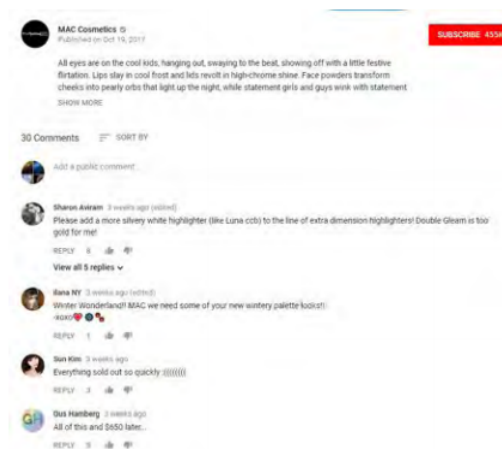 MAC Cosmetics
Published on Oct 19, 2017
SUBSCRIBE 455K
All eyes are on the cool kids, hanging out, swaying to the beat, showing off with a little festive
flirtation. Lips slay in cool frost and lids revolt in high-chrome shine. Face powders transform
cheeks into pearly orbs that light up the night, while statement girls and guys wink with statement
SHOW MORE
30 Comments SORT BY
Add a public comment...
Sharon Aviram 3 weeks ago (edited)
Please add a more silvery white highlighter (like Luna ccb) to the line of extra dimension highlighters! Double Gleam is too
gold for me!
REPLY 8
View all 5 replies
Ilana NY 3 weeks ago (edited)
Winter Wonderland!! MAC we need some of your new wintery palette looks!!
-xoxo
REPLY 1
Sun Kim 3 weeks ago
Everything sold out so quickly :((((((((
REPLY 3
Gus Hamberg 3 weeks ago
All of this and $650 later...
REPLY 5